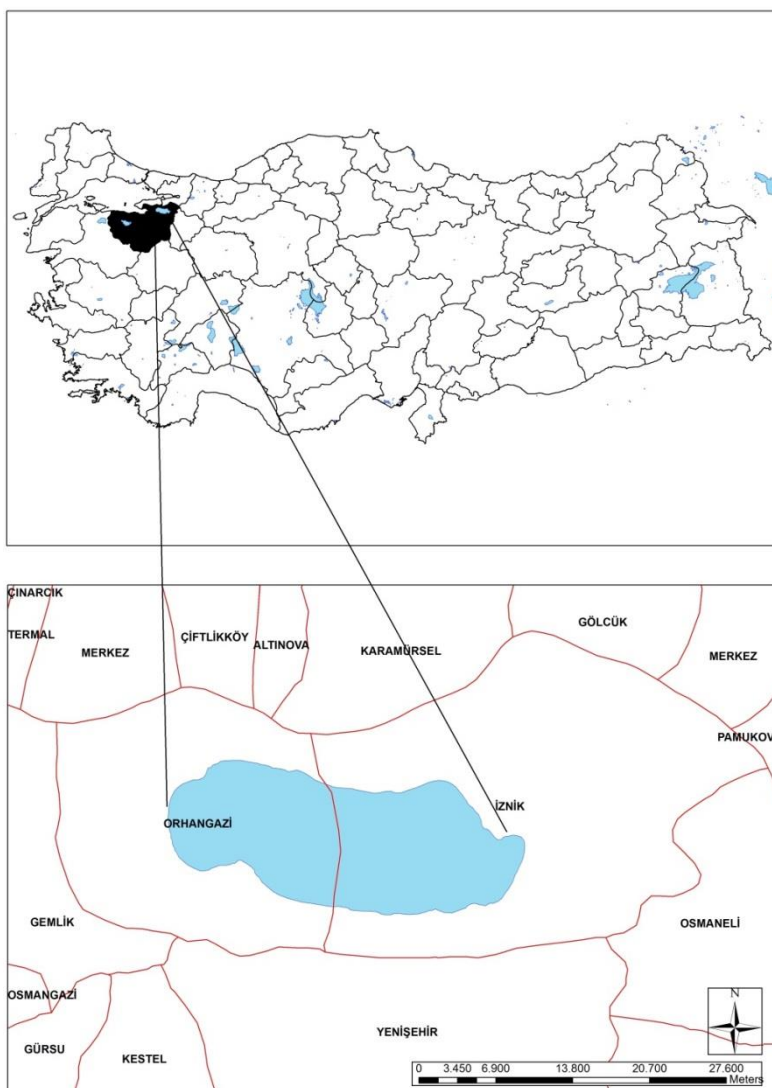 ÇINARCIK
GÖLCÜK
TERMAL
MERKEZ
ÇİFTLİKKÖY
ALTINOVA
KARAMÜRSEL
MERKEZ
PAMUKOV
İZNİK
ORHANGAZİ
GEMLİK
OSMANELİ
OSMANGAZİ
N
YENİŞEHİR
GÜRSU
KESTEL
0 3.450 6.900 13.800 20.700 27.600
Meters